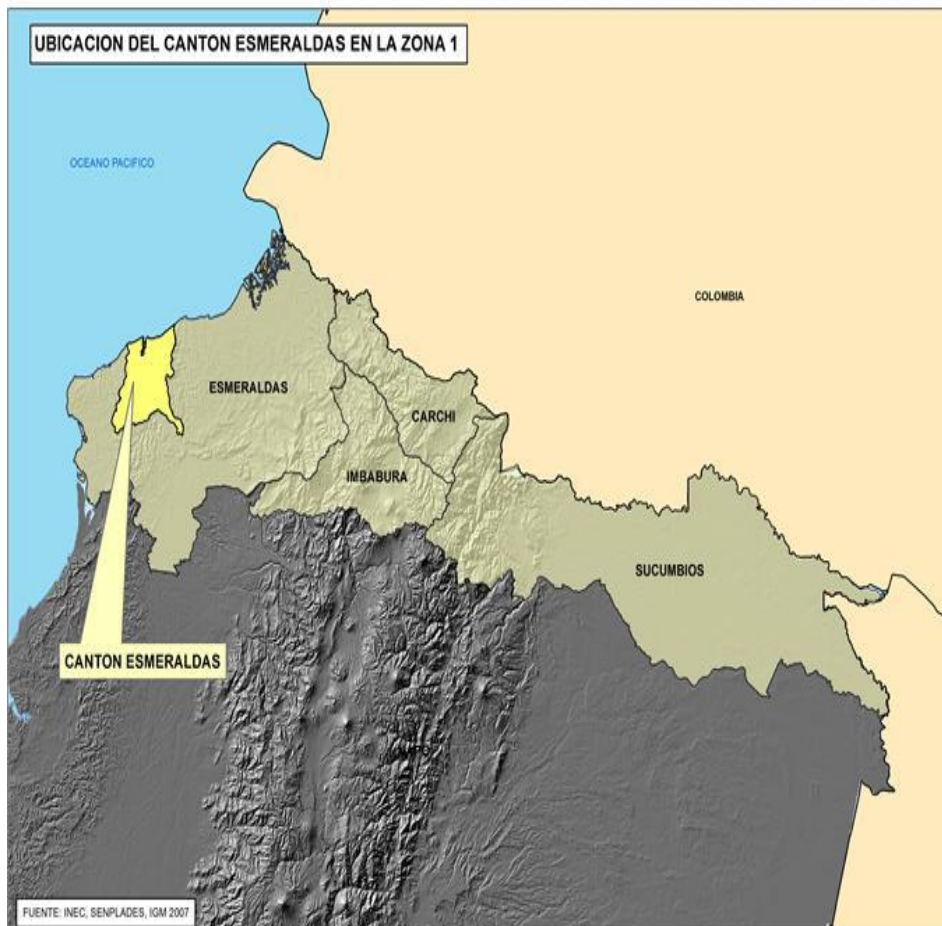 UBICACION DEL CANTON ESMERALDAS EN LA ZONA 1
OCEANO PACIFICO
COLOMBIA
ESMERALDAS
CARCHI
IMBABURA
SUCUMBIOS
CANTON ESMERALDAS
FUENTE: INEC, SENPLADES, IGM 2007